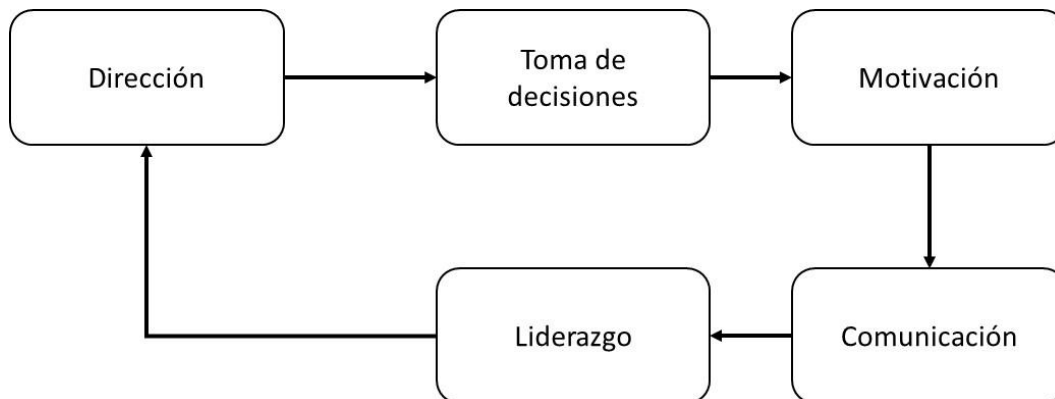 Dirección
Toma de
decisiones
Motivación
Liderazgo
Comunicación